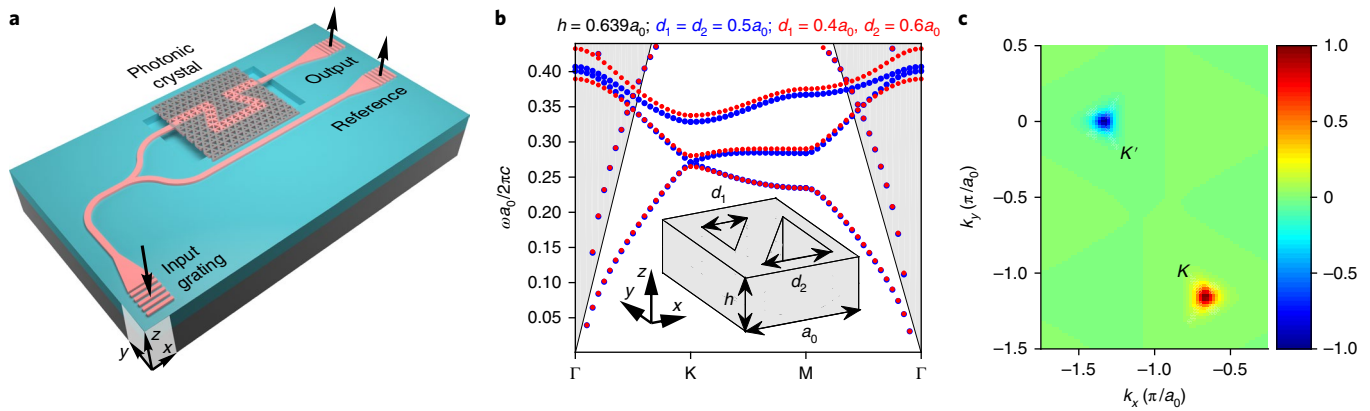 a
Photonic
crystal
Output
Reference
Input
grating
y
z
x
b
h = 0.639a₀; d₁ = d₂ = 0.5a₀; d₁ = 0.4a₀, d₂ = 0.6a₀
ωa₀/2πc
0.40
0.35
0.30
0.25
0.20
0.15
0.10
0.05
Γ
K
M
Γ
d₁
d₂
h
a₀
z
y
x
c
k_y (π/a₀)
0.5
0
−0.5
−1.0
−1.5
K′
K
−1.5
−1.0
−0.5
k_x (π/a₀)
1.0
0.5
0
−0.5
−1.0